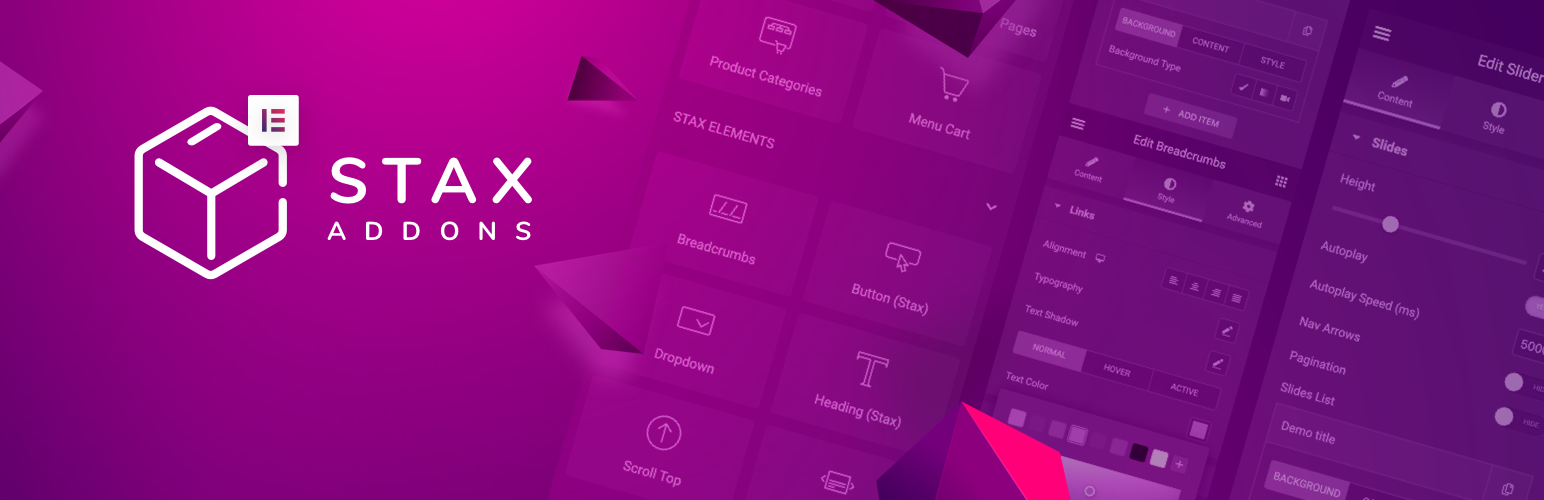 STAX
ADDONS
Product Categories
Pages
Menu Cart
STAX ELEMENTS
Breadcrumbs
Button (Stax)
Dropdown
Heading (Stax)
Scroll Top
BACKGROUND
CONTENT
STYLE
Background Type
+ ADD ITEM
Edit Breadcrumbs
Content
Style
Advanced
Links
Alignment
Typography
Text Shadow
NORMAL
HOVER
ACTIVE
Text Color
Edit Slider
Content
Style
Slides
Height
Autoplay
Autoplay Speed (ms)
Nav Arrows
5000
Pagination
Slides List
HIDE
Demo title
BACKGROUND